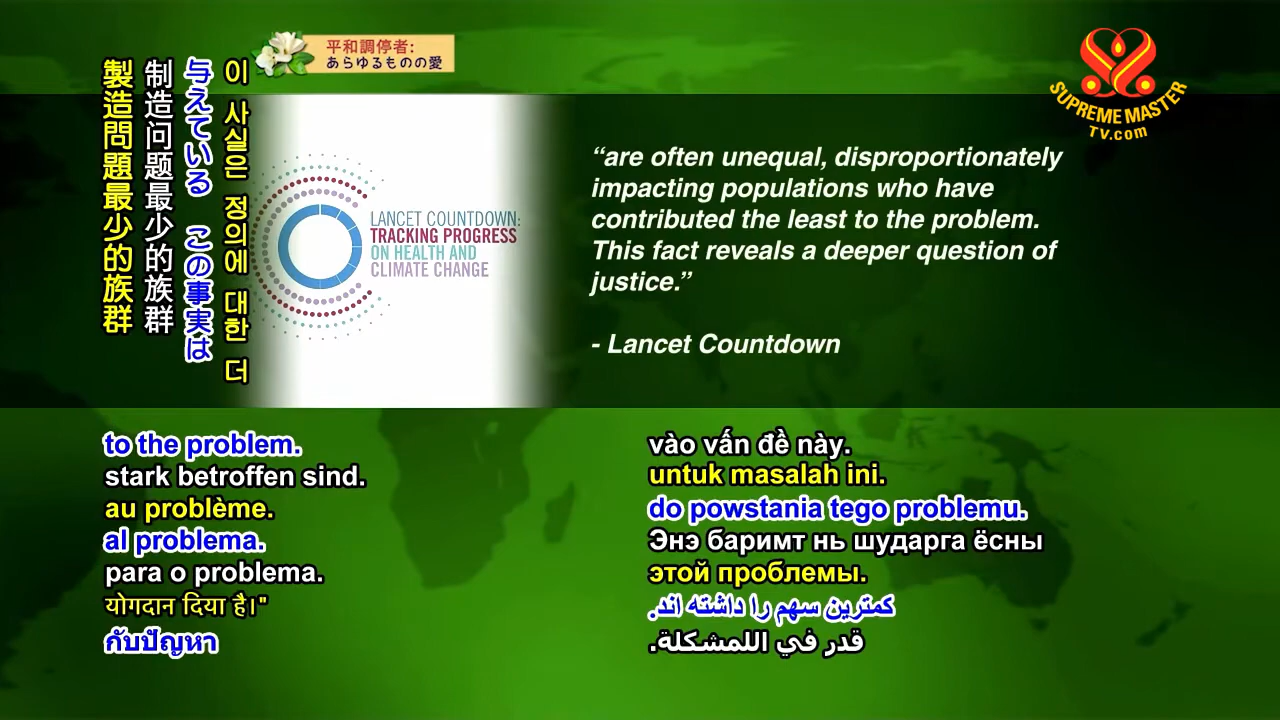 平和調停者:
あらゆるものの愛
SUPREME MASTER
TV.com
이 사실은 정의에 대한 더
与えている この事実は
制造问题最少的族群
製造問題最少的族群
LANCET COUNTDOWN:
TRACKING PROGRESS
ON HEALTH AND
CLIMATE CHANGE
“are often unequal, disproportionately
impacting populations who have
contributed the least to the problem.
This fact reveals a deeper question of
justice.”
- Lancet Countdown
to the problem.
stark betroffen sind.
au problème.
al problema.
para o problema.
योगदान दिया है।"
กับปัญหา
vào vấn đề này.
untuk masalah ini.
do powstania tego problemu.
Энэ баримт нь шударга ёсны
этой проблемы.
کمترین سهم را داشته اند.
قدر في اللمشكلة.